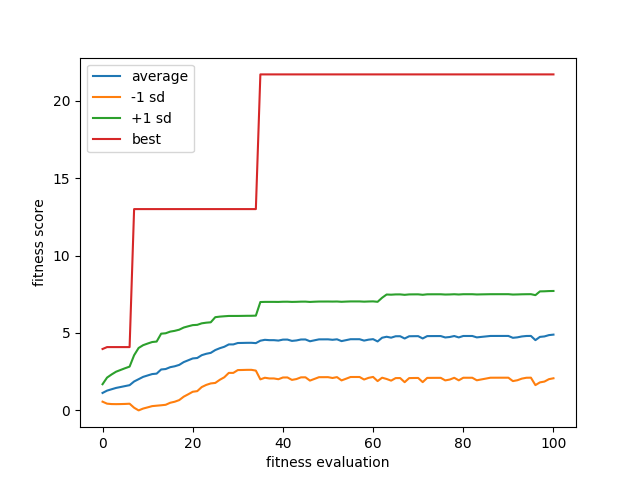 average
-1 sd
+1 sd
best
20
15
10
5
0
fitness score
0 20 40 60 80 100
fitness evaluation